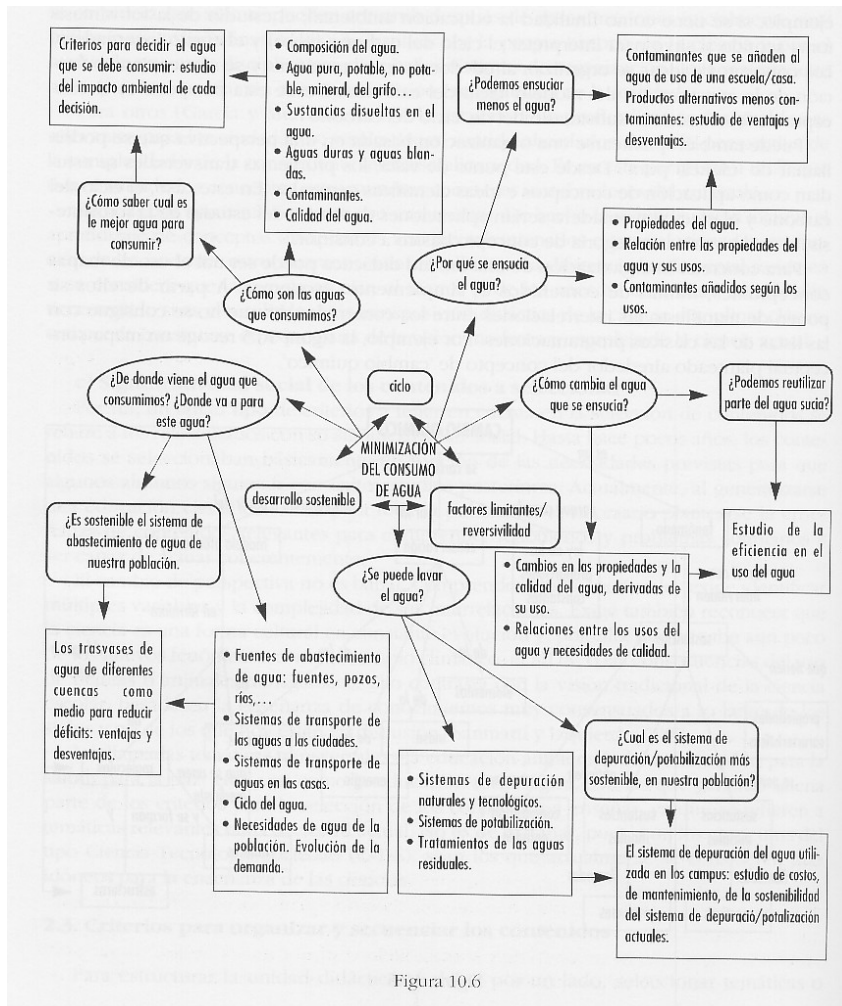 Criterios para decidir el agua
que se debe consumir: estudio
del impacto ambiental de cada
decisión.
• Composición del agua.
• Agua pura, potable, no pota-
ble, mineral, del grifo…
• Sustancias disueltas en el
agua.
• Aguas duras y aguas blan-
das.
• Contaminantes.
• Calidad del agua.
¿Podemos ensuciar
menos el agua?
Contaminantes que se añaden al
agua de uso de una escuela/casa.
Productos alternativos menos con-
taminantes: estudio de ventajas y
desventajas.
¿Cómo saber cual es
le mejor agua para
consumir?
¿Cómo son las aguas
que consumimos?
¿Por qué se ensucia
el agua?
• Propiedades del agua.
• Relación entre las propiedades del
agua y sus usos.
• Contaminantes añadidos según los
usos.
¿De donde viene el agua que
consumimos? ¿Donde va a para
este agua?
ciclo
¿Cómo cambia el agua
que se ensucia?
¿Podemos reutilizar
parte del agua sucia?
MINIMIZACIÓN
DEL CONSUMO
DE AGUA
desarrollo sostenible
factores limitantes/
reversibilidad
¿Es sostenible el sistema de
abastecimiento de agua de
nuestra población.
¿Se puede lavar
el agua?
• Cambios en las propiedades y la
calidad del agua, derivadas de
su uso.
• Relaciones entre los usos del
agua y necesidades de calidad.
Estudio de la
eficiencia en el
uso del agua
Los trasvases de
agua de diferentes
cuencas como
medio para reducir
déficits: ventajas y
desventajas.
• Fuentes de abastecimiento
de agua: fuentes, pozos,
ríos,…
• Sistemas de transporte de
las aguas a las ciudades.
• Sistemas de transporte de
aguas en las casas.
• Ciclo del agua.
• Necesidades de agua de la
población. Evolución de la
demanda.
• Sistemas de depuración
naturales y tecnológicos.
• Sistemas de potabilización.
• Tratamientos de las aguas
residuales.
¿Cual es el sistema de
depuración/potabilización más
sostenible, en nuestra población?
El sistema de depuración del agua utili-
zada en los campus: estudio de costos,
de mantenimiento, de la sostenibilidad
del sistema de depuració/potalización
actuales.
Figura 10.6